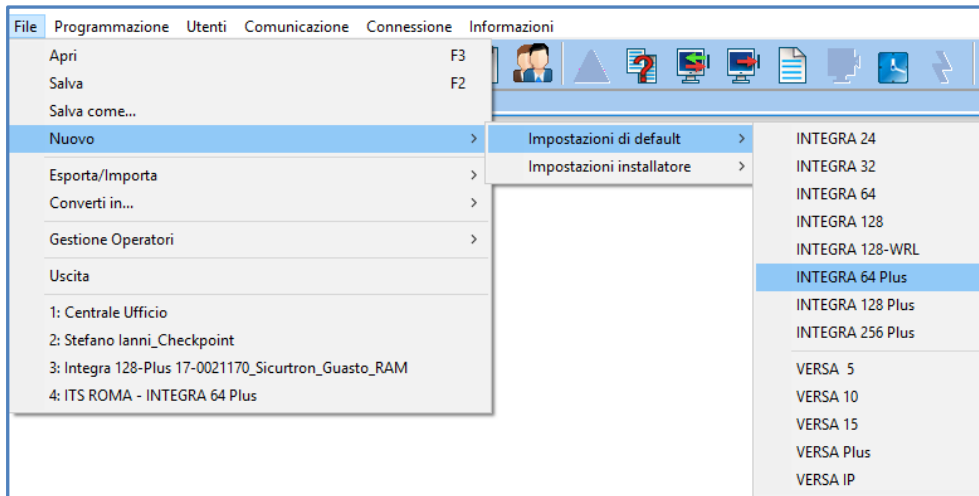 File Programmazione Utenti Comunicazione Connessione Informazioni
Apri F3
Salva F2
Salva come...
Nuovo >
Esporta/Importa >
Converti in... >
Gestione Operatori >
Uscita
1: Centrale Ufficio
2: Stefano Ianni_Checkpoint
3: Integra 128-Plus 17-0021170_Sicurtron_Guasto_RAM
4: ITS ROMA - INTEGRA 64 Plus
Impostazioni di default >
Impostazioni installatore >
INTEGRA 24
INTEGRA 32
INTEGRA 64
INTEGRA 128
INTEGRA 128-WRL
INTEGRA 64 Plus
INTEGRA 128 Plus
INTEGRA 256 Plus
VERSA 5
VERSA 10
VERSA 15
VERSA Plus
VERSA IP